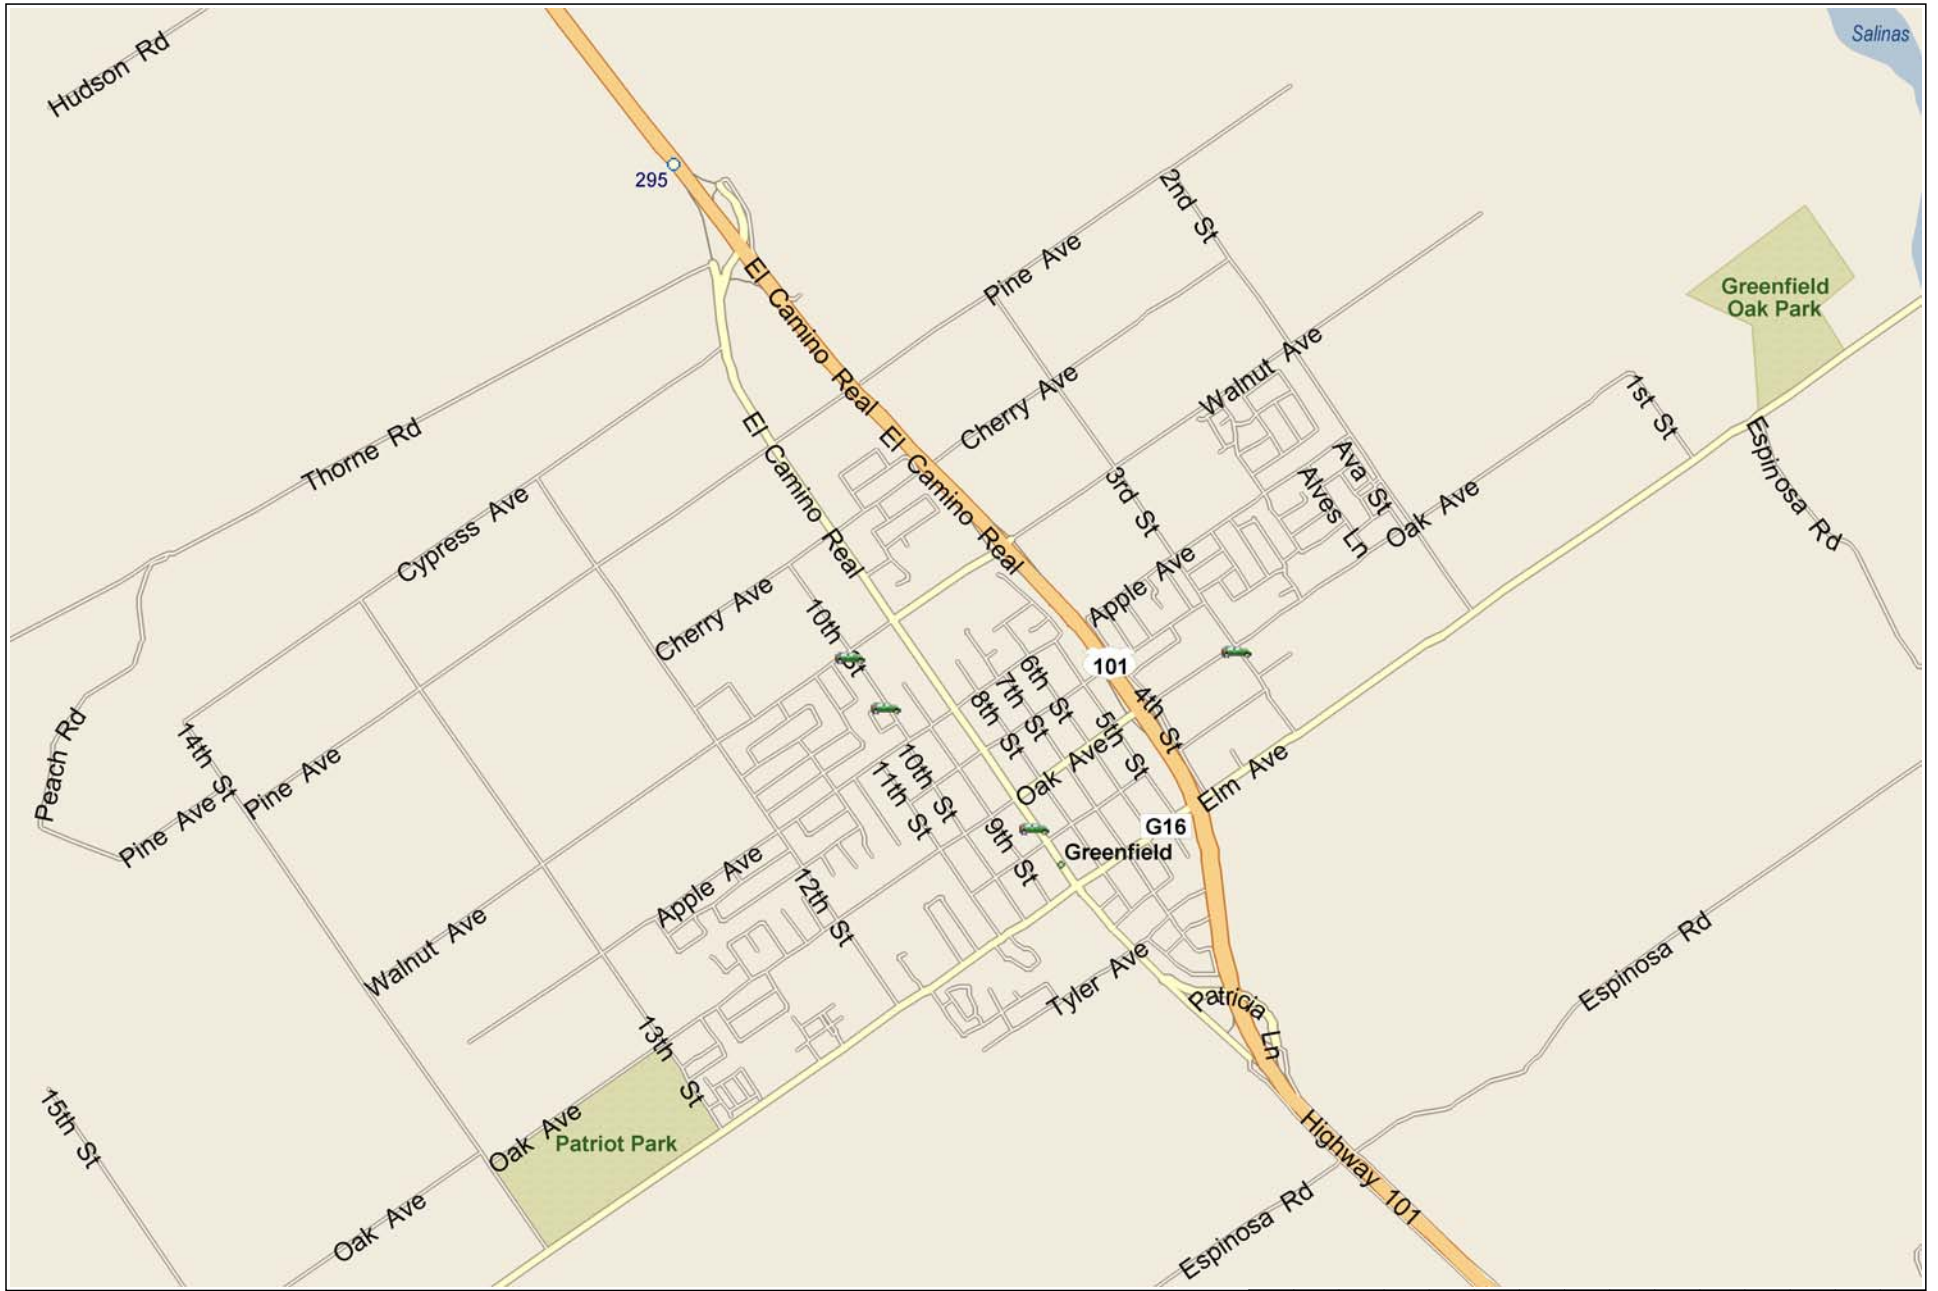 Hudson Rd
Salinas
295
2nd St
Pine Ave
El Camino Real
Greenfield
Oak Park
Walnut Ave
Cherry Ave
1st St
El Camino Real
Thorne Rd
El Camino Real
Espinosa Rd
Ava St
Alves Ln
3rd St
Oak Ave
Cypress Ave
Apple Ave
Cherry Ave
10th St
101
6th St
7th St
8th St
4th St
5th St
Peach Rd
14th St
Pine Ave
Pine Ave
Oak Ave
Elm Ave
10th St
11th St
9th St
G16
Greenfield
Apple Ave
12th St
Walnut Ave
Tyler Ave
Patricia Ln
Espinosa Rd
13th St
15th St
Oak Ave
Patriot Park
Highway 101
Oak Ave
Espinosa Rd